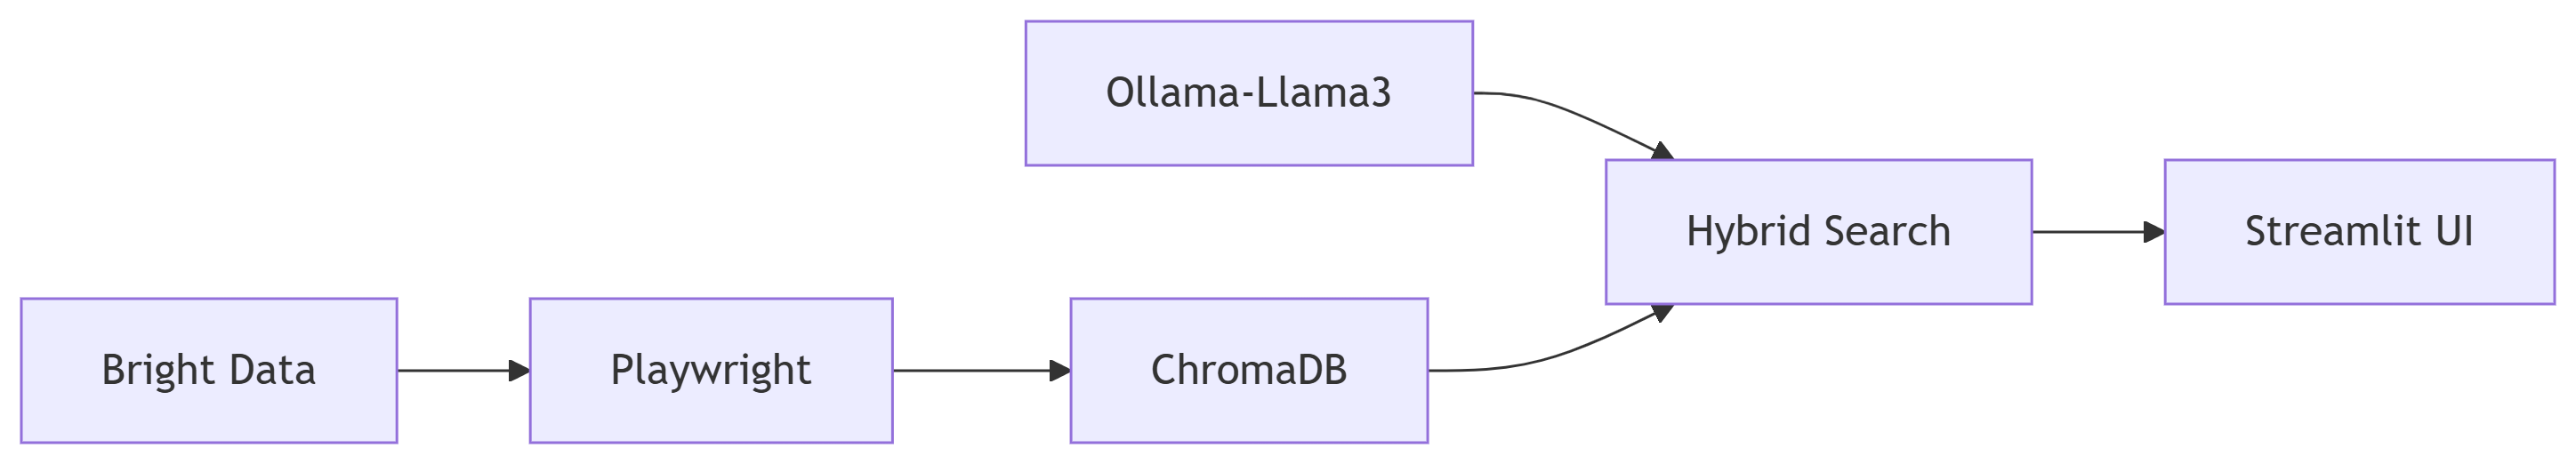 Ollama-Llama3
Hybrid Search
Streamlit UI
Bright Data
Playwright
ChromaDB